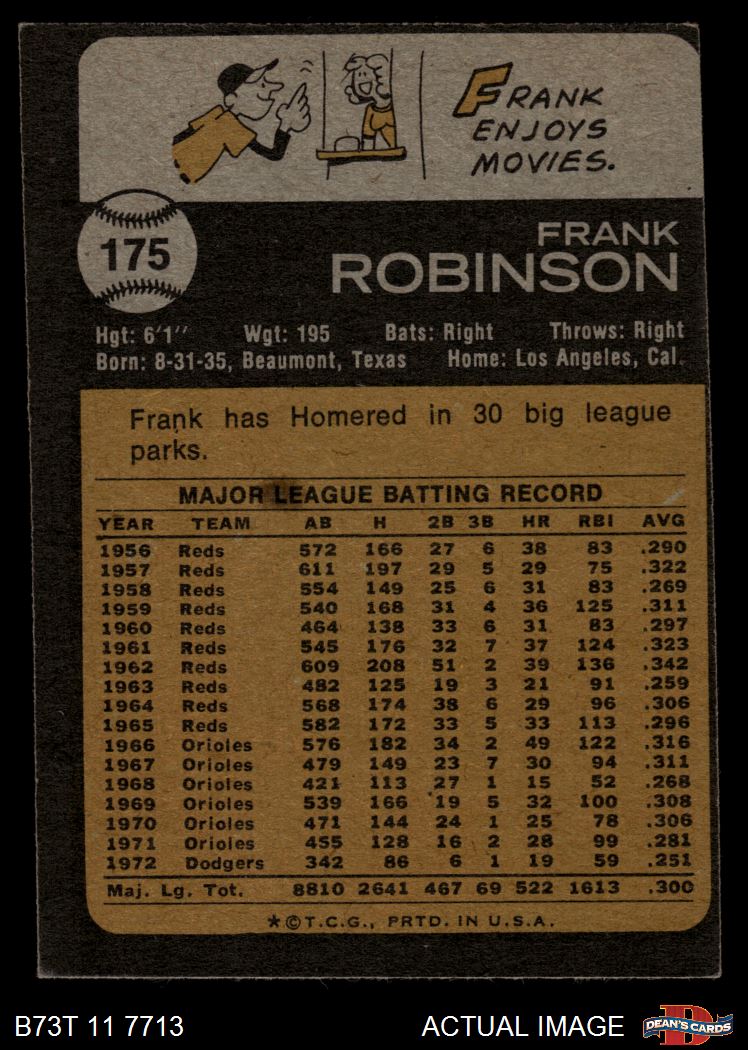 FRANK
ENJOYS
MOVIES.
175
FRANK
ROBINSON
Hgt: 6'1" Wgt: 195 Bats: Right Throws: Right
Born: 8-31-35, Beaumont, Texas Home: Los Angeles, Cal.
Frank has Homered in 30 big league
parks.
MAJOR LEAGUE BATTING RECORD
YEAR TEAM AB H 2B 3B HR RBI AVG
1956 Reds 572 166 27 6 38 83 .290
1957 Reds 611 197 29 5 29 75 .322
1958 Reds 554 149 25 6 31 83 .269
1959 Reds 540 168 31 4 36 125 .311
1960 Reds 464 138 33 6 31 83 .297
1961 Reds 545 176 32 7 37 124 .323
1962 Reds 609 208 51 2 39 136 .342
1963 Reds 482 125 19 3 21 91 .259
1964 Reds 568 174 38 6 29 96 .306
1965 Reds 582 172 33 5 33 113 .296
1966 Orioles 576 182 34 2 49 122 .316
1967 Orioles 479 149 23 7 30 94 .311
1968 Orioles 421 113 27 1 15 52 .268
1969 Orioles 539 166 19 5 32 100 .308
1970 Orioles 471 144 24 1 25 78 .306
1971 Orioles 455 128 16 2 28 99 .281
1972 Dodgers 342 86 6 1 19 59 .251
Maj. Lg. Tot. 8810 2641 467 69 522 1613 .300
★©T.C.G., PRTD. IN U.S.A.
B73T 11 7713 ACTUAL IMAGE DEAN'S CARDS